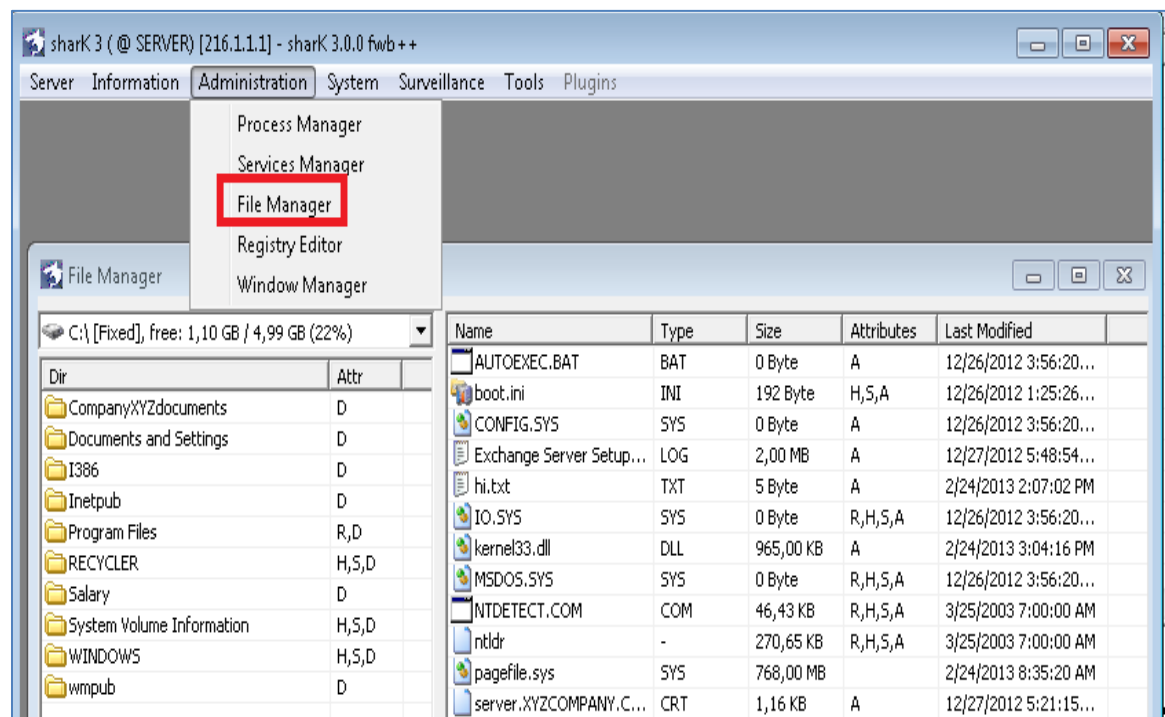 sharK 3 ( @ SERVER) [216.1.1.1] - sharK 3.0.0 fwb++
Server Information Administration System Surveillance Tools Plugins
Process Manager
Services Manager
File Manager
Registry Editor
Window Manager
File Manager
C:\ [Fixed], free: 1,10 GB / 4,99 GB (22%)
Dir Attr
CompanyXYZdocuments D
Documents and Settings D
I386 D
Inetpub D
Program Files R,D
RECYCLER H,S,D
Salary D
System Volume Information H,S,D
WINDOWS H,S,D
wmpub D
Name Type Size Attributes Last Modified
AUTOEXEC.BAT BAT 0 Byte A 12/26/2012 3:56:20...
boot.ini INI 192 Byte H,S,A 12/26/2012 1:25:26...
CONFIG.SYS SYS 0 Byte A 12/26/2012 3:56:20...
Exchange Server Setup... LOG 2,00 MB A 12/27/2012 5:48:54...
hi.txt TXT 5 Byte A 2/24/2013 2:07:02 PM
IO.SYS SYS 0 Byte R,H,S,A 12/26/2012 3:56:20...
kernel33.dll DLL 965,00 KB A 2/24/2013 3:04:16 PM
MSDOS.SYS SYS 0 Byte R,H,S,A 12/26/2012 3:56:20...
NTDETECT.COM COM 46,43 KB R,H,S,A 3/25/2003 7:00:00 AM
ntldr - 270,65 KB R,H,S,A 3/25/2003 7:00:00 AM
pagefile.sys SYS 768,00 MB 2/24/2013 8:35:20 AM
server.XYZCOMPANY.C... CRT 1,16 KB A 12/27/2012 5:21:15...